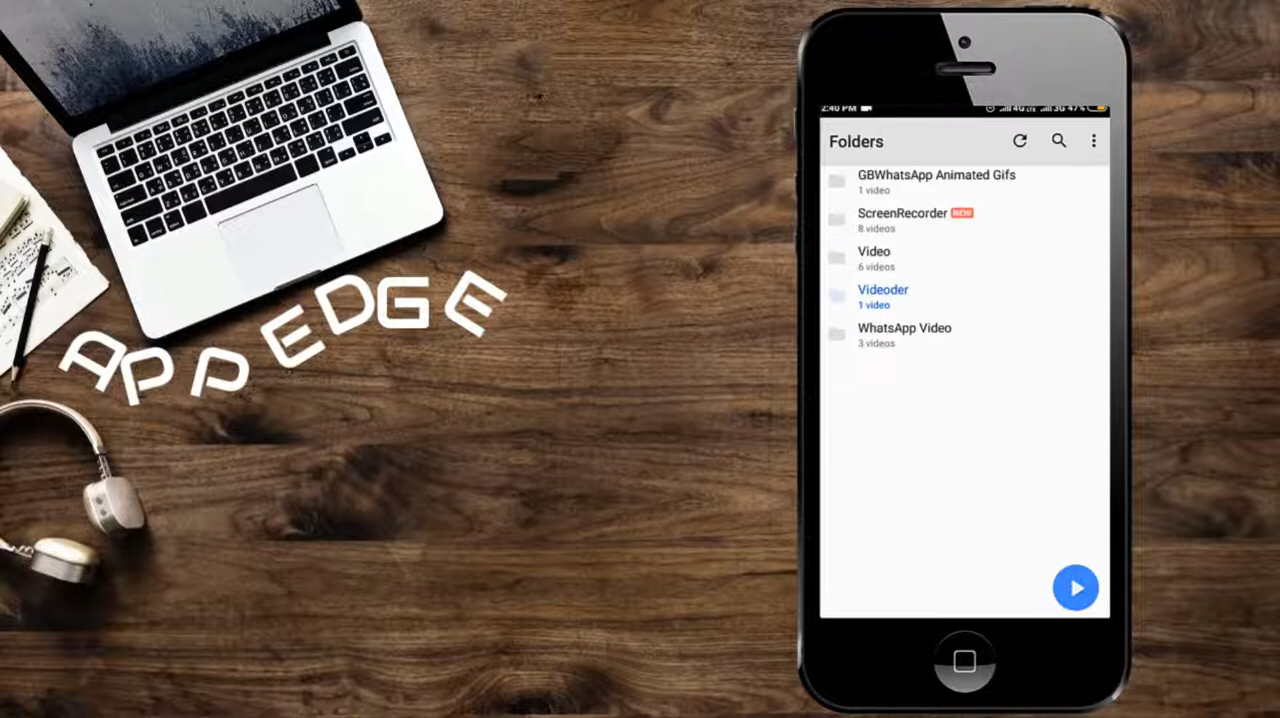 APP EDGE
2:40 PM
4G LTE 3G 47%
Folders
GBWhatsApp Animated Gifs
1 video
ScreenRecorder NEW
8 videos
Video
6 videos
Videoder
1 video
WhatsApp Video
3 videos